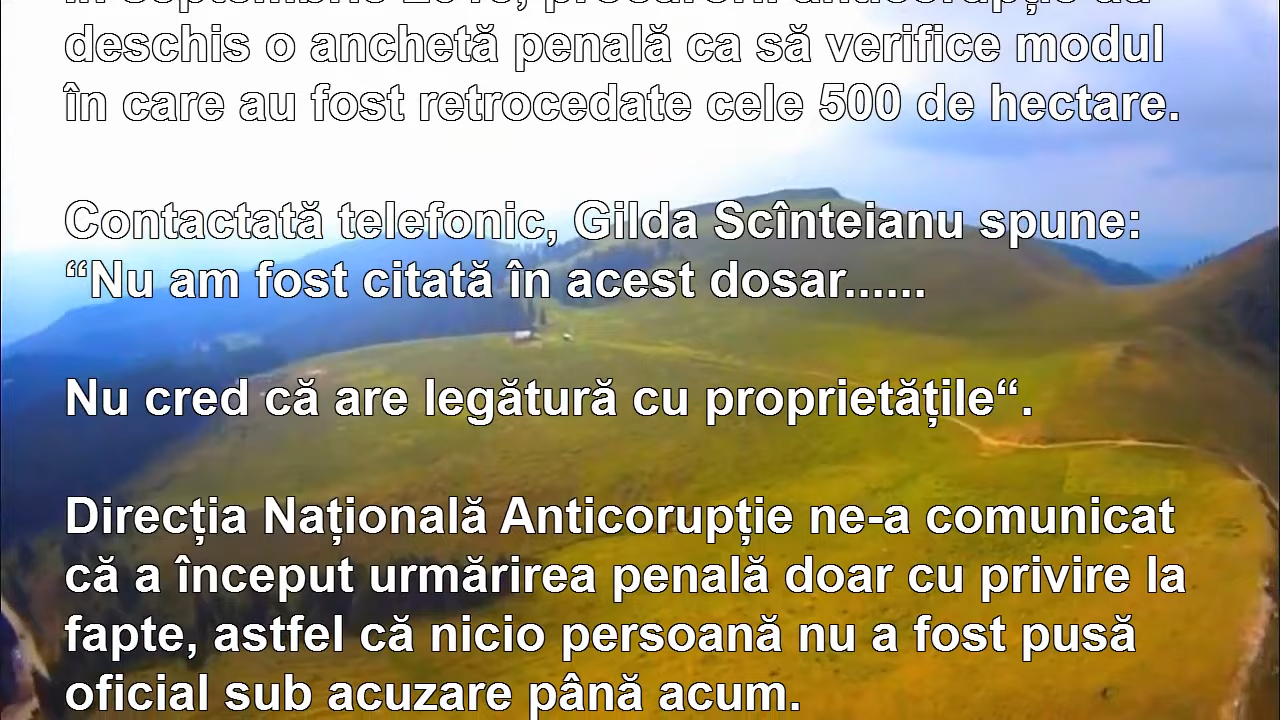 deschis o anchetă penală ca să verifice modul
în care au fost retrocedate cele 500 de hectare.
Contactată telefonic, Gilda Scînteianu spune:
“Nu am fost citată în acest dosar......
Nu cred că are legătură cu proprietățile“.
Direcția Națională Anticorupție ne-a comunicat
că a început urmărirea penală doar cu privire la
fapte, astfel că nicio persoană nu a fost pusă
oficial sub acuzare până acum.